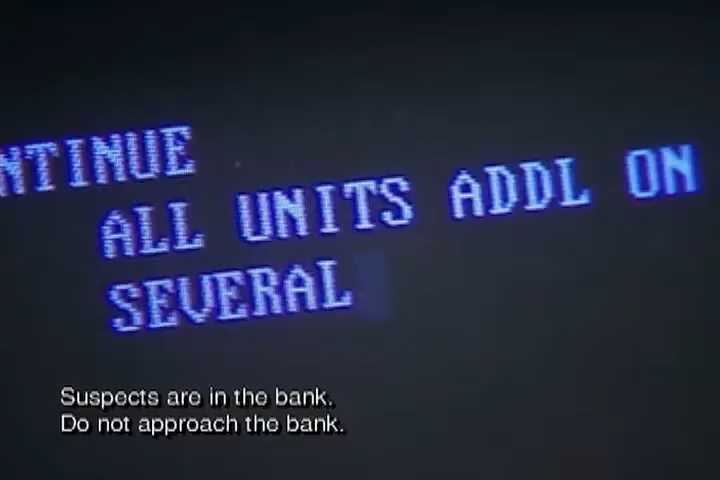 NTINUE
ALL UNITS ADDL ON
SEVERAL
Suspects are in the bank.
Do not approach the bank.